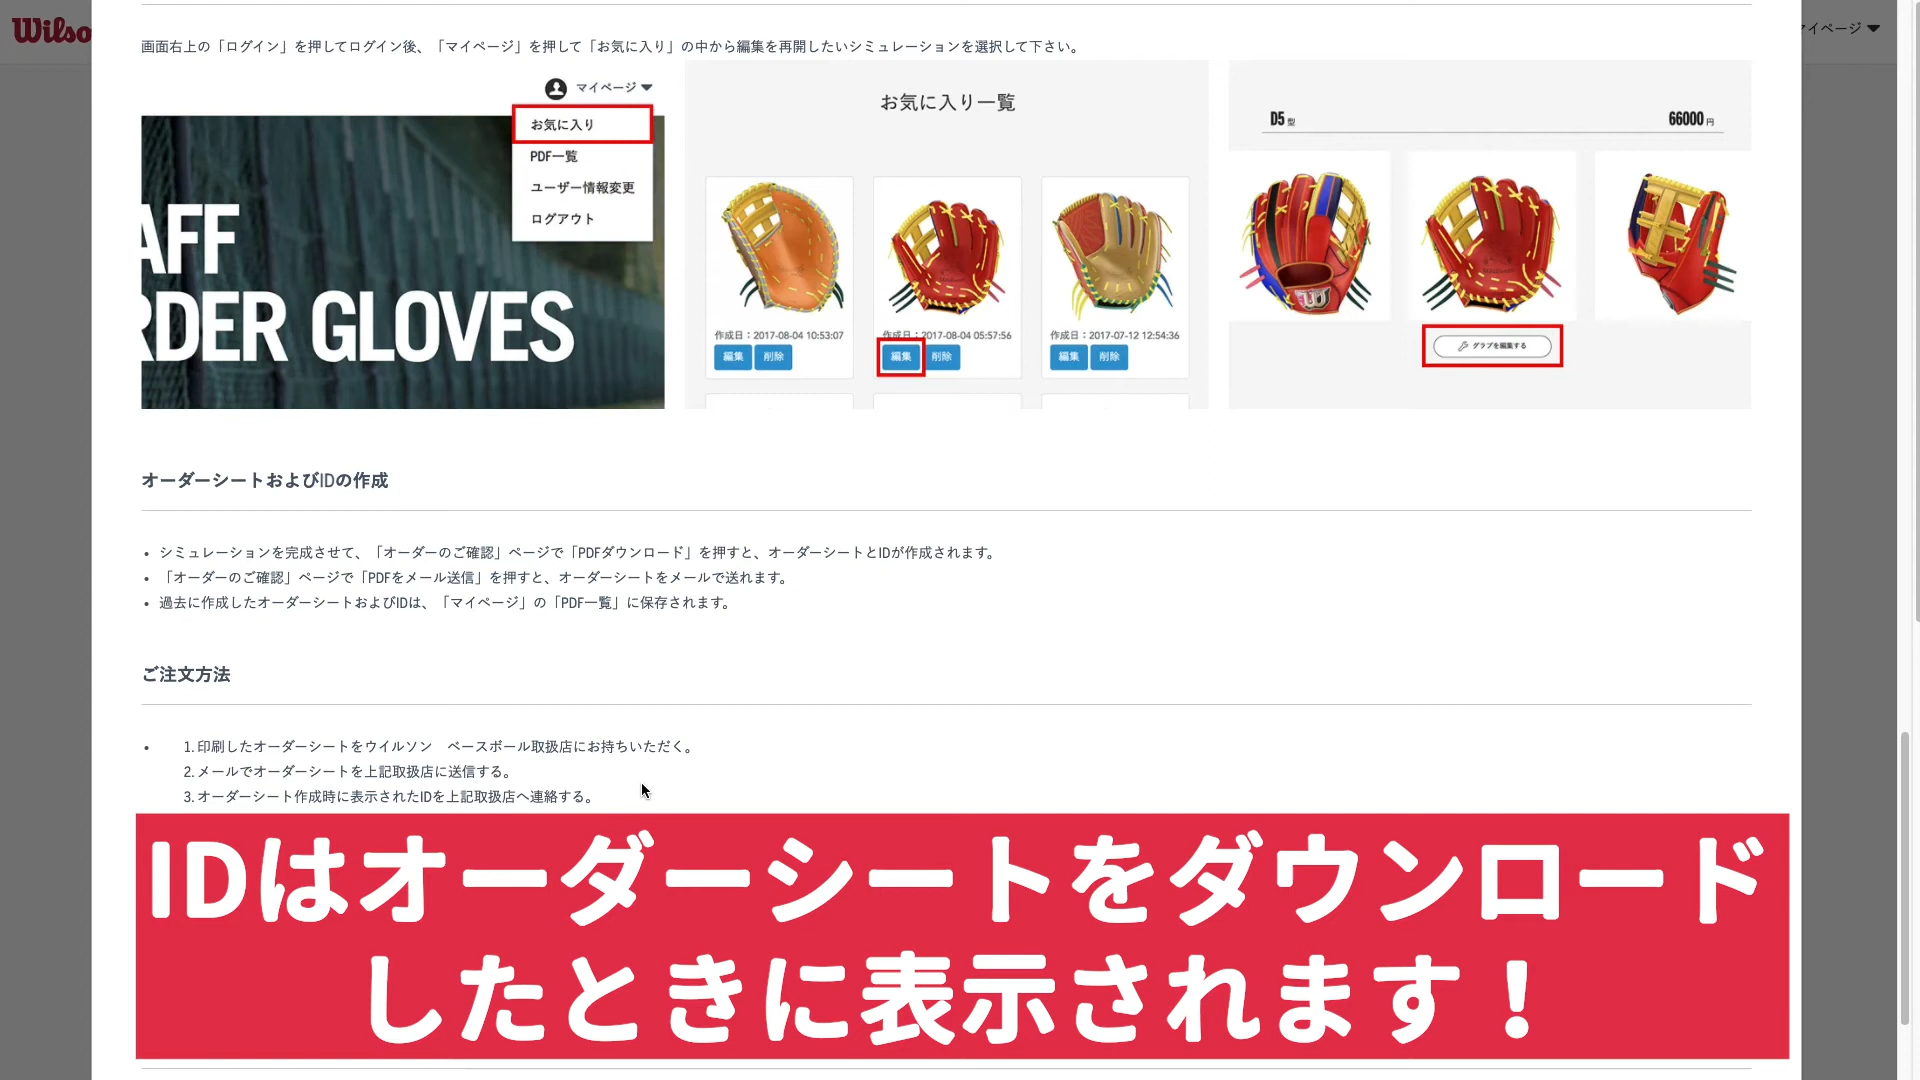 Wilso
イページ
画面右上の「ログイン」を押してログイン後、「マイページ」を押して「お気に入り」の中から編集を再開したいシミュレーションを選択して下さい。
マイページ
お気に入り
PDF一覧
ユーザー情報変更
ログアウト
AFF
RDER GLOVES
お気に入り一覧
作成日：2017-08-04 10:53:07
編集 削除
作成日：2017-08-04 05:57:56
編集 削除
作成日：2017-07-12 12:54:36
編集 削除
D5 型 66000 円
グラブを編集する
オーダーシートおよびIDの作成
• シミュレーションを完成させて、「オーダーのご確認」ページで「PDFダウンロード」を押すと、オーダーシートとIDが作成されます。
• 「オーダーのご確認」ページで「PDFをメール送信」を押すと、オーダーシートをメールで送れます。
• 過去に作成したオーダーシートおよびIDは、「マイページ」の「PDF一覧」に保存されます。
ご注文方法
• 1. 印刷したオーダーシートをウイルソン　ベースボール取扱店にお持ちいただく。
2. メールでオーダーシートを上記取扱店に送信する。
3. オーダーシート作成時に表示されたIDを上記取扱店へ連絡する。
IDはオーダーシートをダウンロード
したときに表示されます！